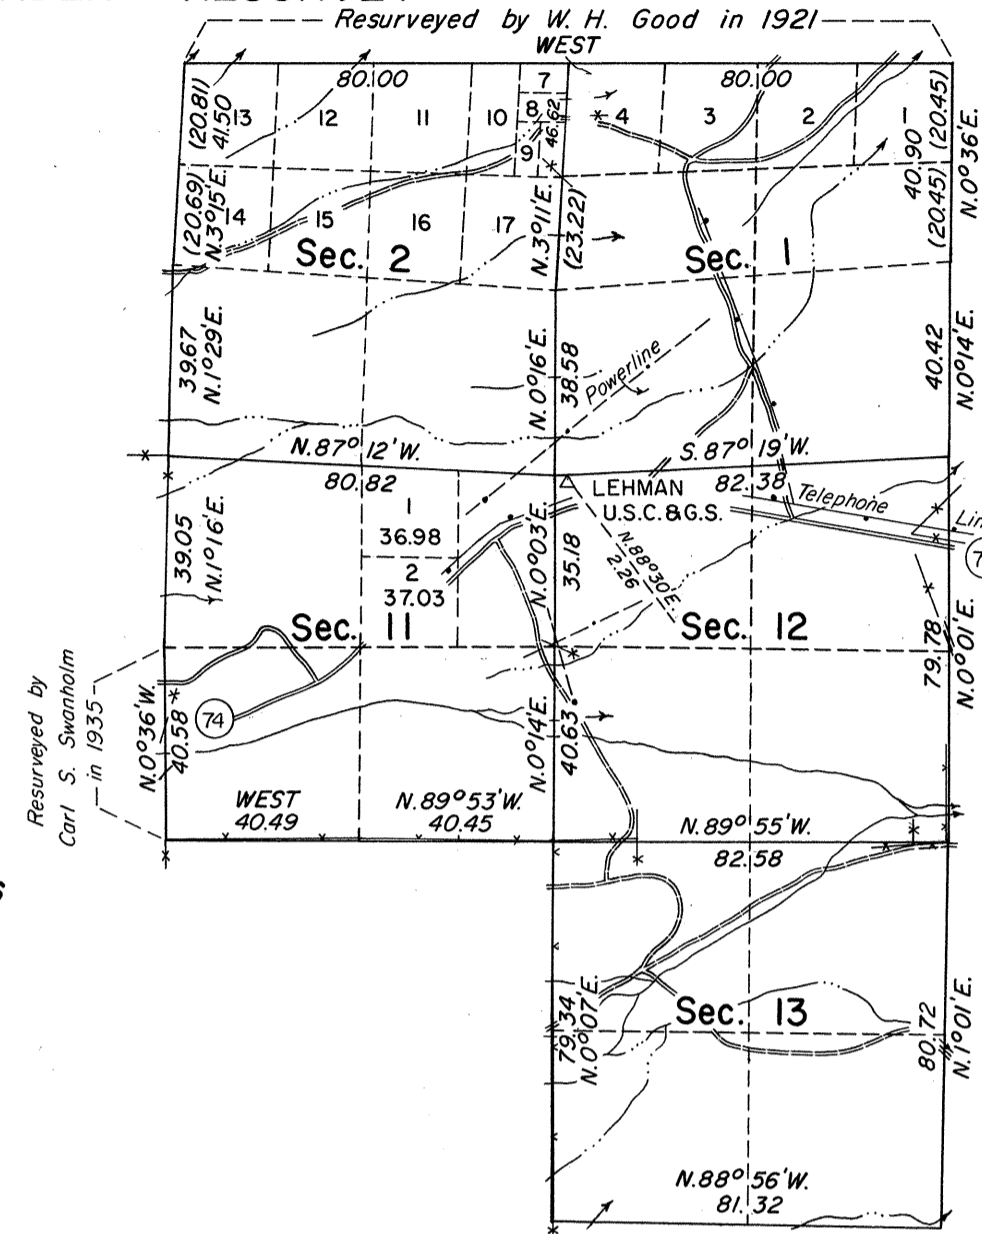 Resurveyed by W. H. Good in 1921
WEST
80.00
80.00
(20.81)
41.50
13
12
11
10
7
8
9
46.62
4
3
2
1
40.90
(20.45)
(20.45)
N.0°36'E.
(20.69)
N.3°15'E.
14
15
16
17
N.3°11'E.
(23.22)
Sec. 2
Sec. 1
39.67
N.1°29'E.
N.0°16'E.
38.58
Powerline
40.42
N.0°14'E.
N.87° 12'W.
80.82
S.87° 19'W.
82.38
LEHMAN
U.S.C.&G.S.
Telephone
Lin
39.05
N.1°16'E.
1
36.98
2
37.03
N.0°03'E.
35.18
N.88°30'E.
2.26
Sec. 11
Sec. 12
79.78
N.0°01'E.
Resurveyed by
Carl S. Swanholm
in 1935
N.0°36'W.
40.58
74
N.0°14'E.
40.63
WEST
40.49
N.89°53'W.
40.45
N.89°55'W.
82.58
79.34
N.0°07'E.
Sec. 13
80.72
N.1°01'E.
N.88°56'W.
81.32